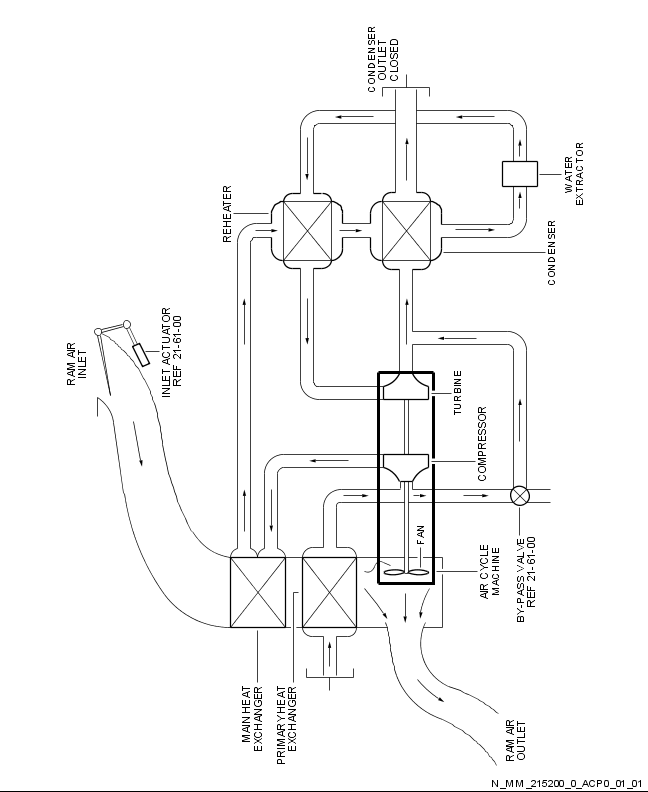 CONDENSER
OUTLET
CLOSED
WATER
EXTRACTOR
REHEATER
CONDENSER
RAM AIR
INLET
INLET ACTUATOR
REF 21-61-00
TURBINE
COMPRESSOR
FAN
AIR CYCLE
MACHINE
BY-PASS VALVE
REF 21-61-00
MAIN HEAT
EXCHANGER
PRIMARY HEAT
EXCHANGER
RAM AIR
OUTLET
N_MM_215200_0_ACP0_01_01